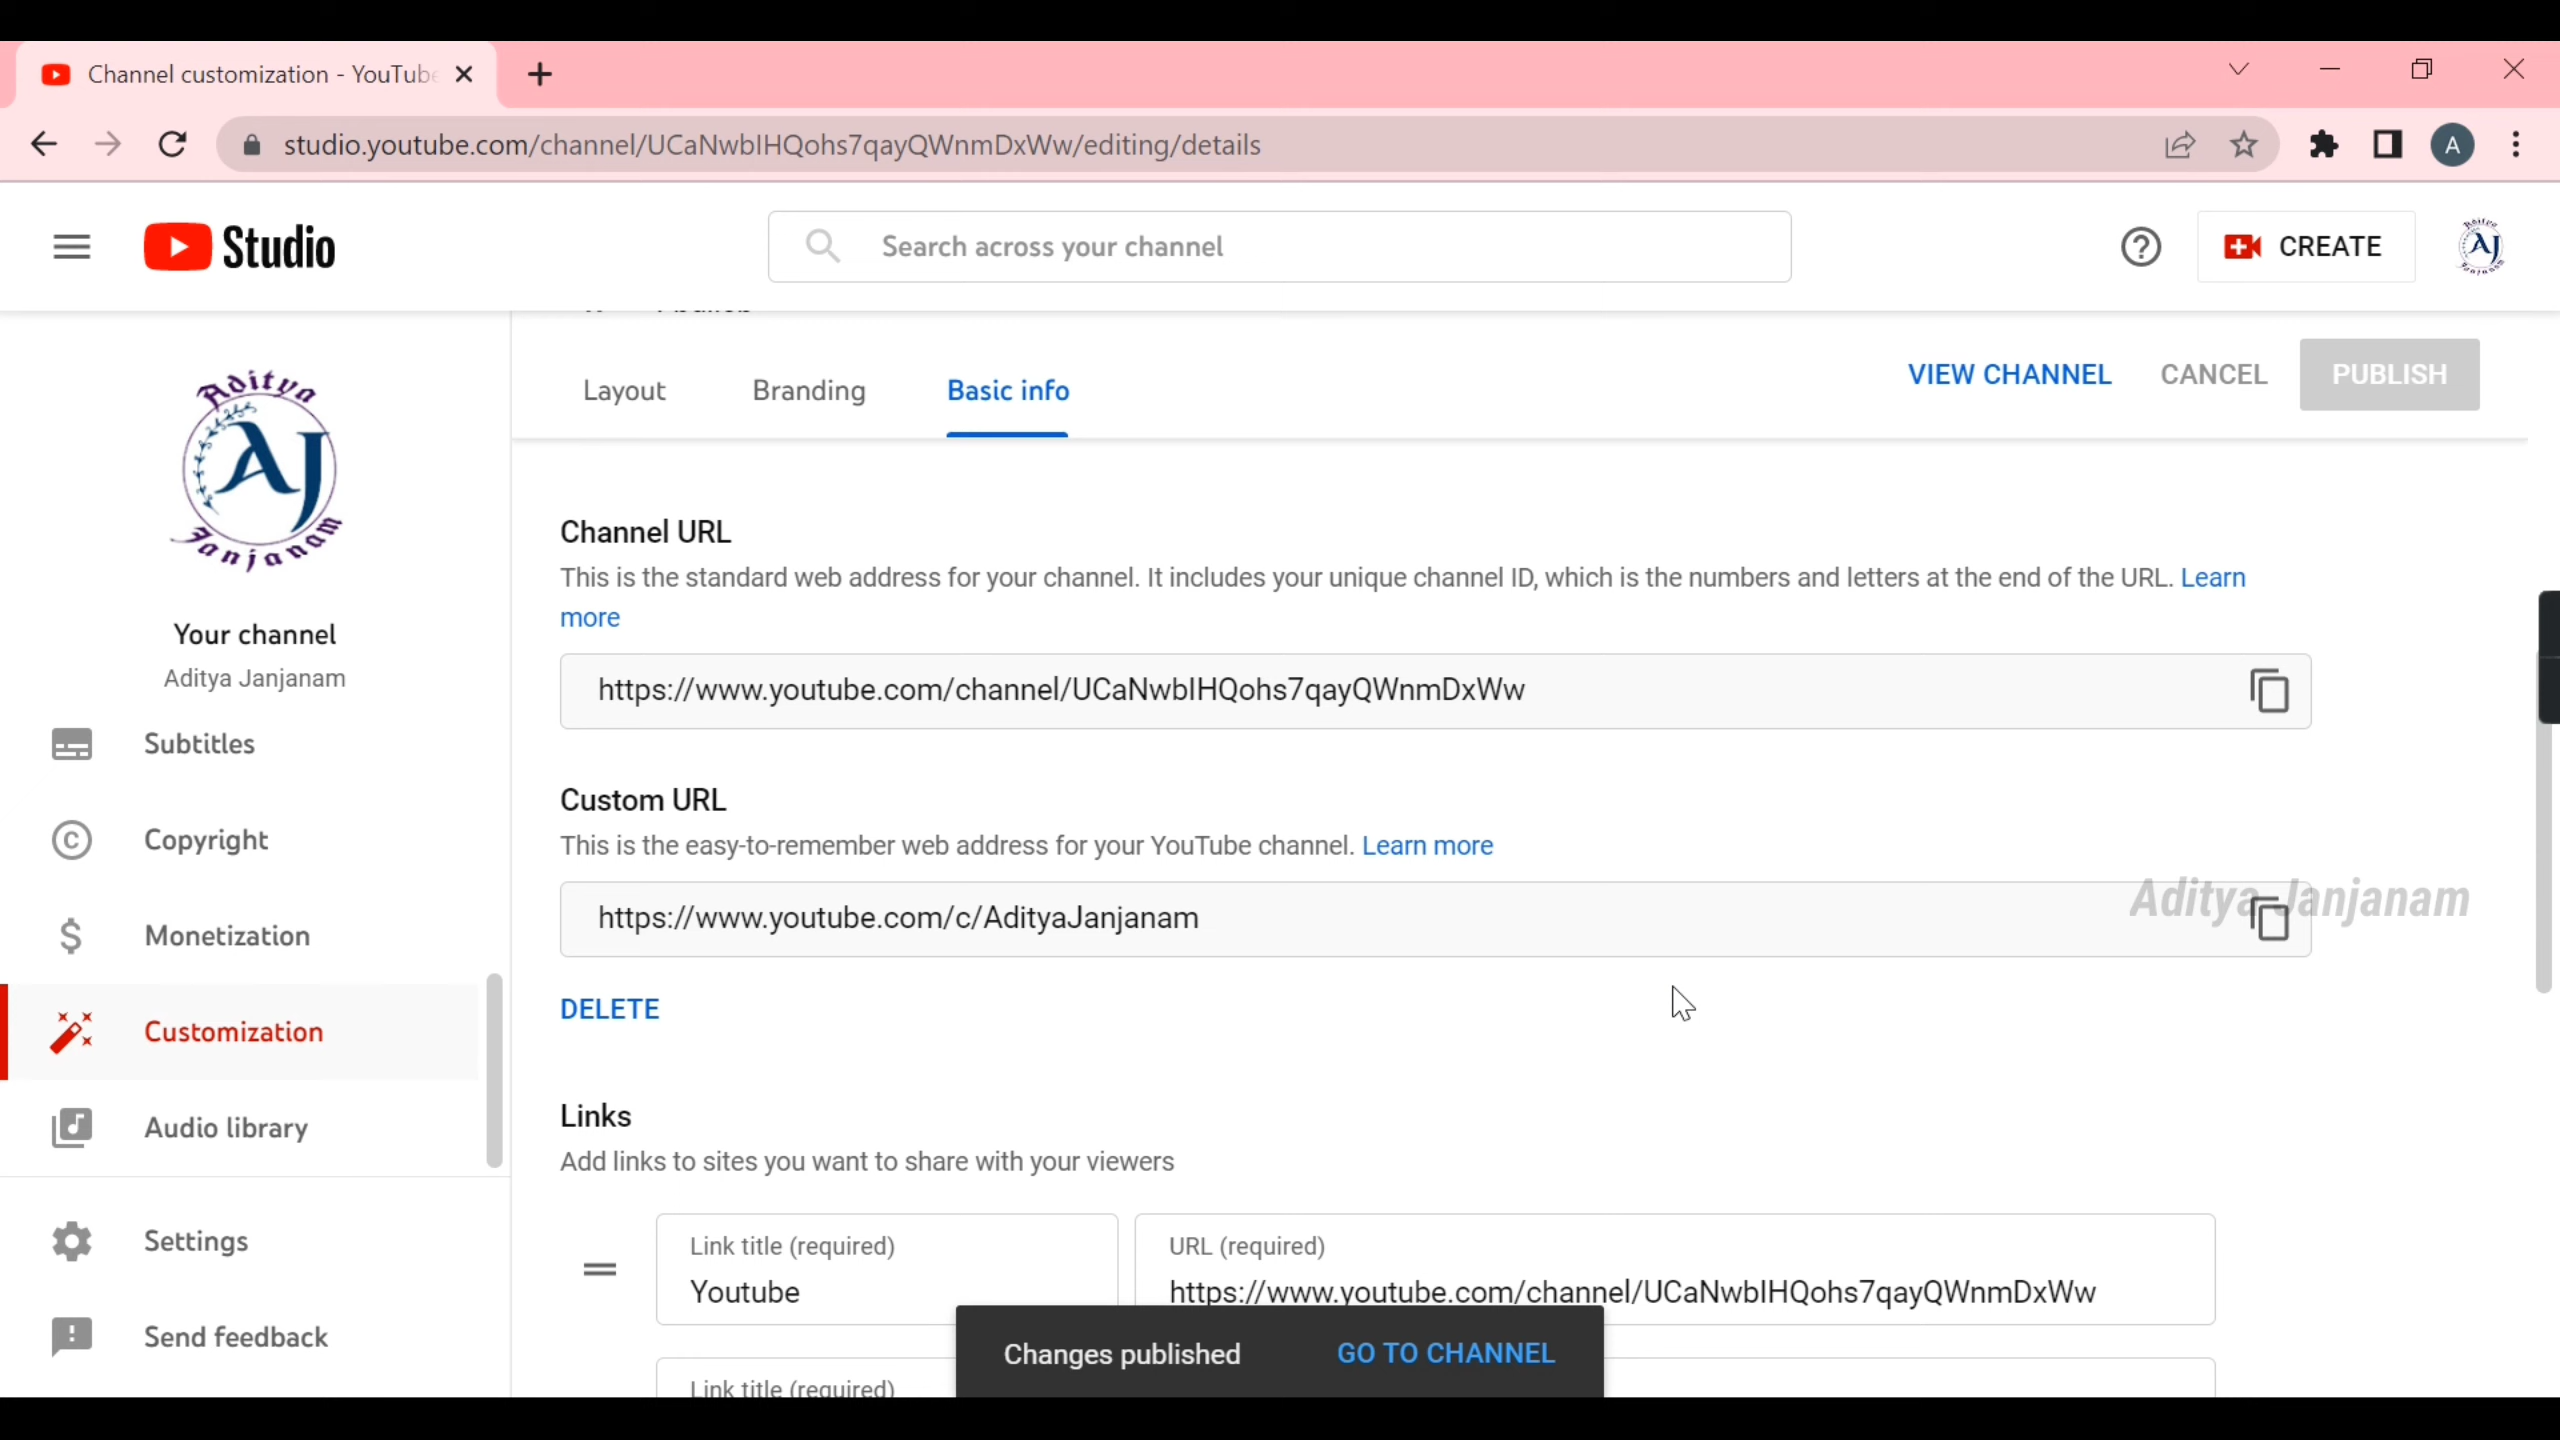 Channel customization - YouTube
studio.youtube.com/channel/UCaNwbIHQohs7qayQWnmDxWw/editing/details
A
Studio
Search across your channel
CREATE
Aditya
AJ
Janjanam
Aditya
AJ
Janjanam
Your channel
Aditya Janjanam
Subtitles
Copyright
Monetization
Customization
Audio library
Settings
Send feedback
Layout
Branding
Basic info
VIEW CHANNEL
CANCEL
PUBLISH
Channel URL
This is the standard web address for your channel. It includes your unique channel ID, which is the numbers and letters at the end of the URL. Learn
more
https://www.youtube.com/channel/UCaNwbIHQohs7qayQWnmDxWw
Custom URL
This is the easy-to-remember web address for your YouTube channel. Learn more
https://www.youtube.com/c/AdityaJanjanam
Aditya Janjanam
DELETE
Links
Add links to sites you want to share with your viewers
Link title (required)
Youtube
URL (required)
https://www.youtube.com/channel/UCaNwbIHQohs7qayQWnmDxWw
Link title (required)
Changes published
GO TO CHANNEL